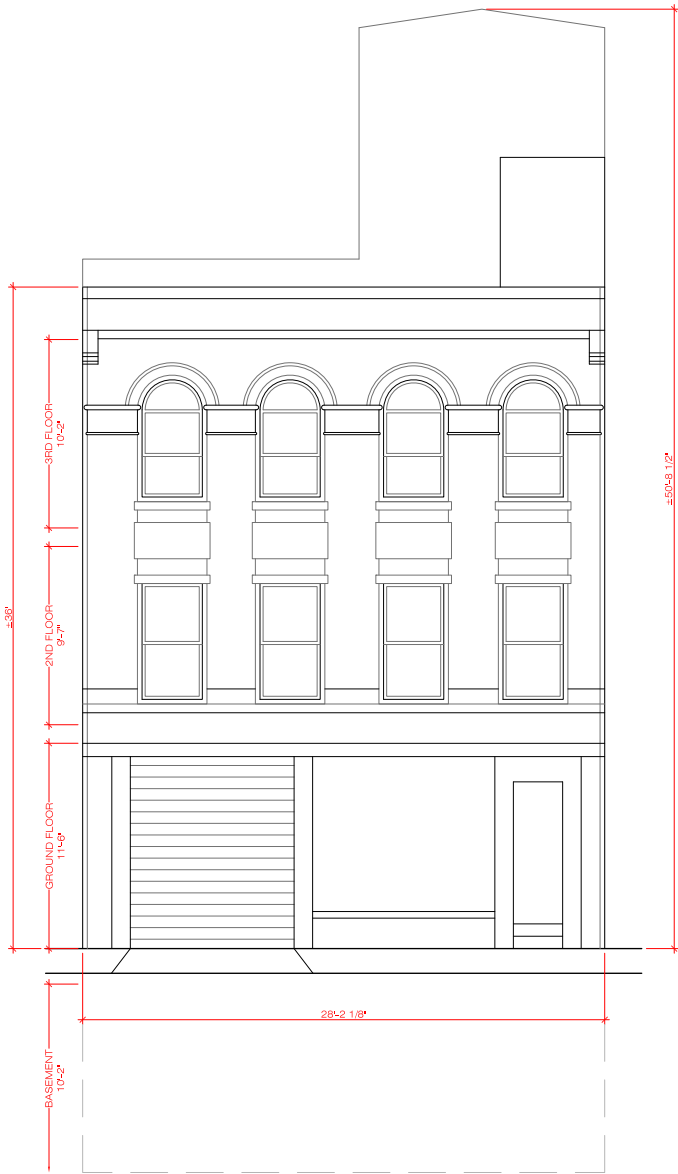 ±50'-8 1/2"
±36'
3RD FLOOR
10'-2"
2ND FLOOR
9'-7"
GROUND FLOOR
11'-6"
28'-2 1/8"
BASEMENT
10'-2"